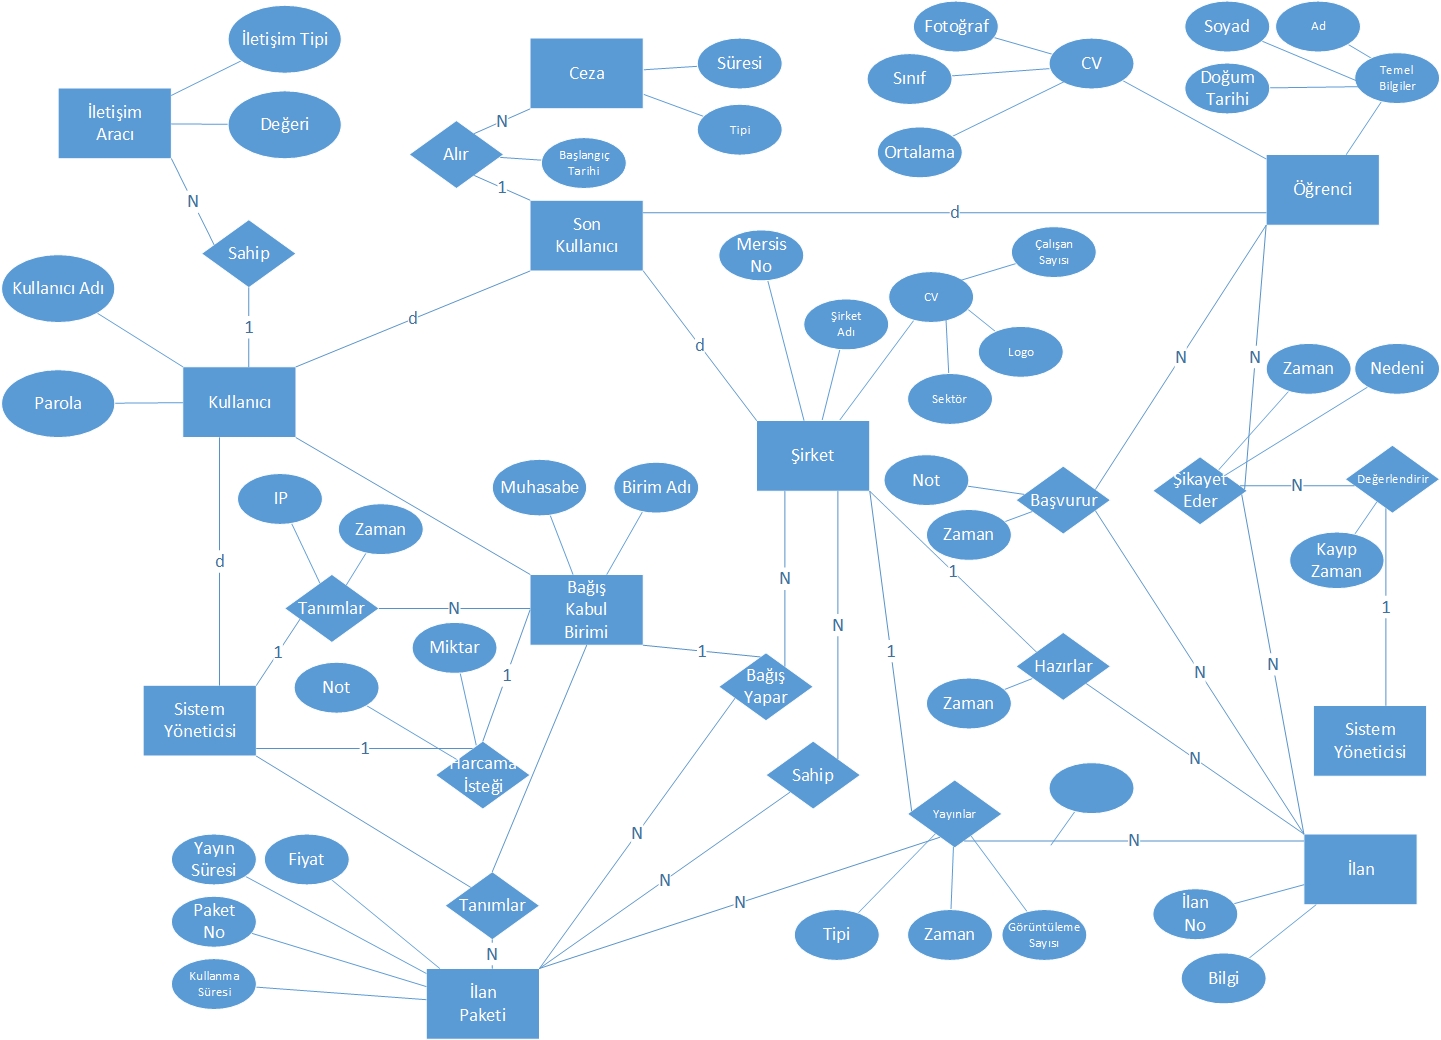 İletişim Tipi
İletişim
Aracı
Değeri
N
Sahip
1
Kullanıcı Adı
Parola
Kullanıcı
d
Ceza
Süresi
Tipi
N
Alır
Başlangıç
Tarihi
1
Son
Kullanıcı
d
d
Fotoğraf
CV
Sınıf
Ortalama
Soyad
Ad
Doğum
Tarihi
Temel
Bilgiler
Öğrenci
Mersis
No
Çalışan
Sayısı
CV
Şirket
Adı
Logo
Sektör
Şirket
N
N
Zaman
Nedeni
Not
Başvurur
Zaman
Şikayet
Eder
N
Değerlendirir
Kayıp
Zaman
1
Sistem
Yöneticisi
d
IP
Zaman
Muhasabe
Birim Adı
Tanımlar
N
Bağış
Kabul
Birimi
1
Miktar
Not
1
1
Bağış
Yapar
N
N
1
1
Hazırlar
Zaman
N
N
N
Sistem
Yöneticisi
1
Harcama
İsteği
Sahip
Yayınlar
N
İlan
N
N
N
Yayın
Süresi
Fiyat
Paket
No
Kullanma
Süresi
Tanımlar
N
İlan
Paketi
Tipi
Zaman
Görüntüleme
Sayısı
İlan
No
Bilgi